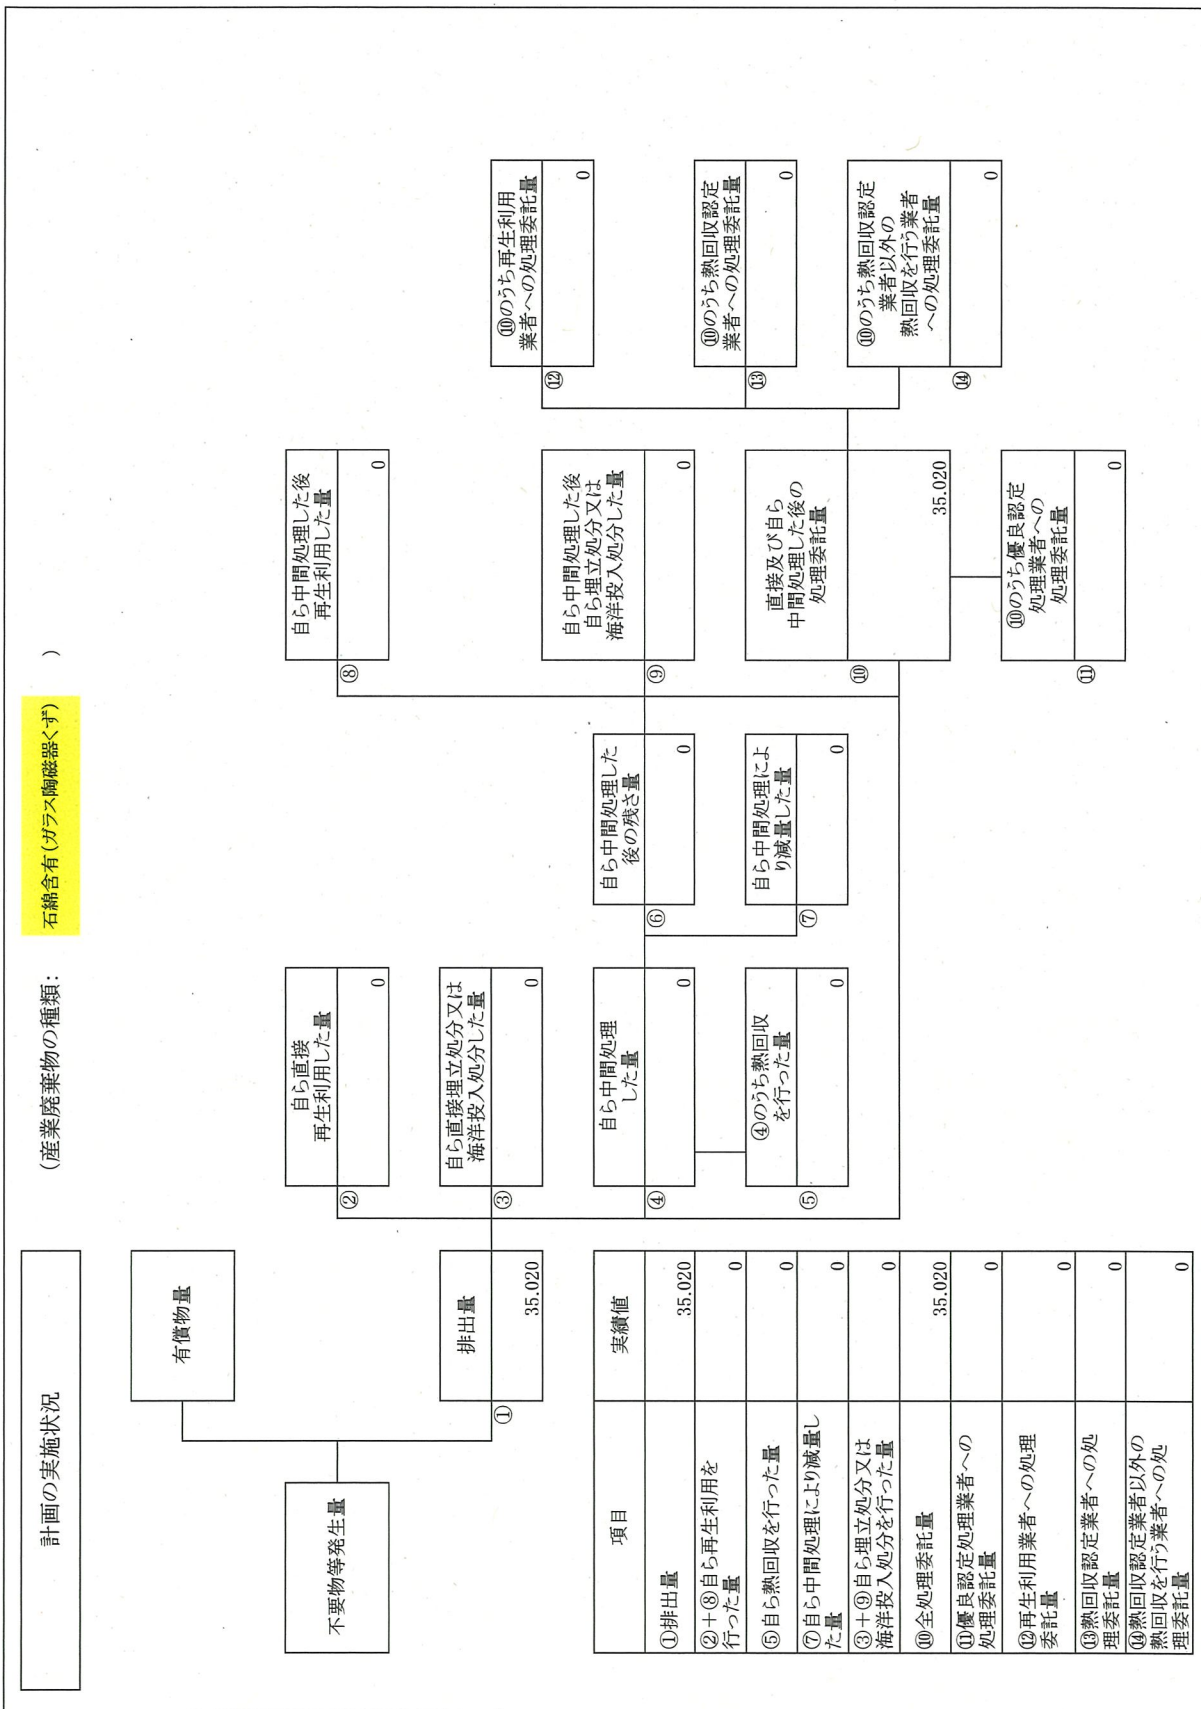 計画の実施状況
（産業廃棄物の種類：
石綿含有（ガラス陶磁器くず）
）
不要物等発生量
有償物量
①
排出量
35.020
②
自ら直接
再生利用した量
0
③
自ら直接埋立処分又は
海洋投入処分した量
0
④
自ら中間処理
した量
0
⑤
④のうち熱回収
を行った量
0
⑥
自ら中間処理した
後の残さ量
0
⑦
自ら中間処理によ
り減量した量
0
⑧
自ら中間処理した後
再生利用した量
0
⑨
自ら中間処理した後
自ら埋立処分又は
海洋投入処分した量
0
⑩
直接及び自ら
中間処理した後の
処理委託量
35.020
⑪
⑩のうち優良認定
処理業者への
処理委託量
0
⑫
⑩のうち再生利用
業者への処理委託量
0
⑬
⑩のうち熱回収認定
業者への処理委託量
0
⑭
⑩のうち熱回収認定
業者以外の
熱回収を行う業者
への処理委託量
0
項目
実績値
①排出量
35.020
②＋⑧自ら再生利用を
行った量
0
⑤自ら熱回収を行った量
0
⑦自ら中間処理により減量し
た量
0
③＋⑨自ら埋立処分又は
海洋投入処分を行った量
0
⑩全処理委託量
35.020
⑪優良認定処理業者への
処理委託量
0
⑫再生利用業者への処理
委託量
0
⑬熱回収認定業者への処
理委託量
0
⑭熱回収認定業者以外の
熱回収を行う業者への処
理委託量
0